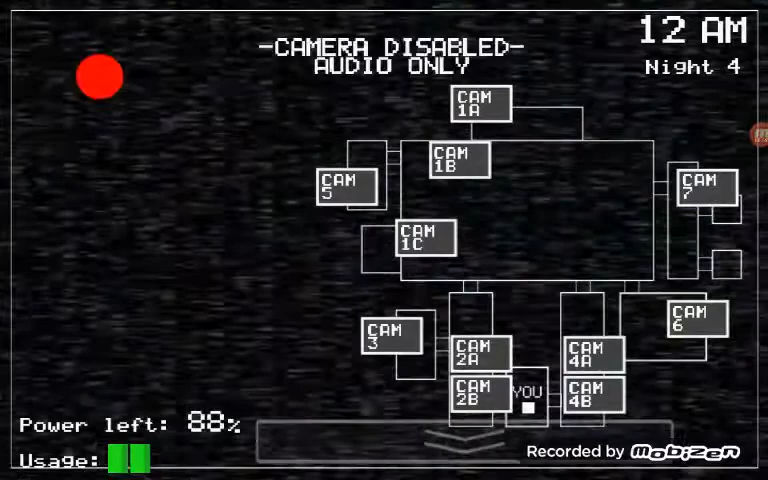 12 AM
Night 4
-CAMERA DISABLED-
AUDIO ONLY
CAM
1A
CAM
1B
CAM
5
CAM
7
CAM
1C
CAM
3
CAM
6
CAM
2A
CAM
4A
CAM
2B
YOU
CAM
4B
Power left: 88%
Usage:
Recorded by Mobizen